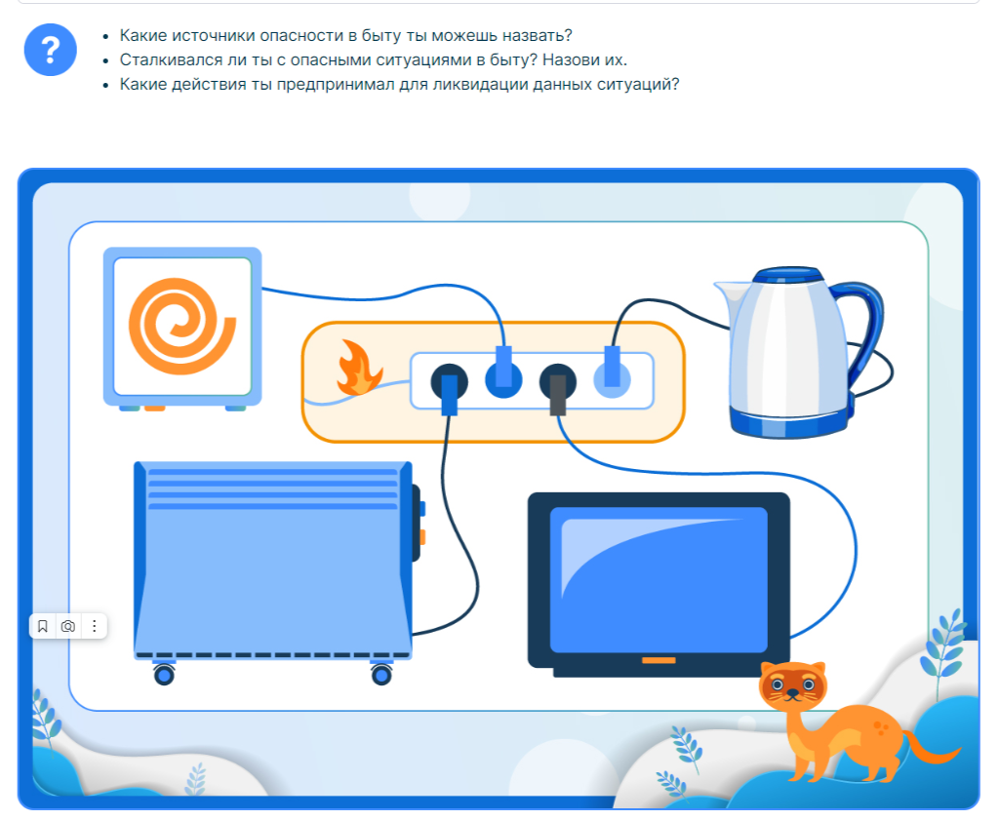 ?
Какие источники опасности в быту ты можешь назвать?
Сталкивался ли ты с опасными ситуациями в быту? Назови их.
Какие действия ты предпринимал для ликвидации данных ситуаций?